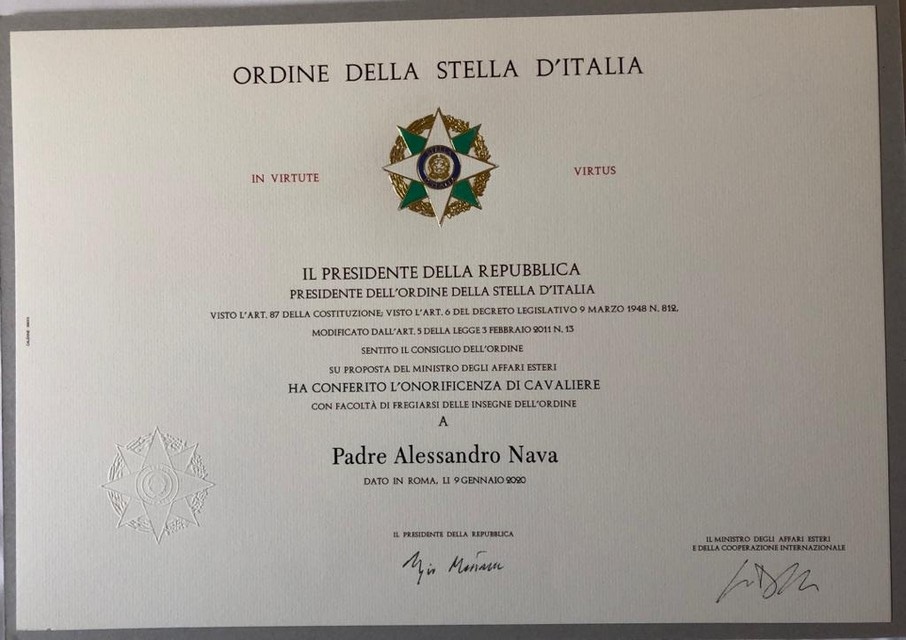 ORDINE DELLA STELLA D'ITALIA
IN VIRTUTE
VIRTUS
IL PRESIDENTE DELLA REPUBBLICA
PRESIDENTE DELL'ORDINE DELLA STELLA D'ITALIA
VISTO L'ART. 87 DELLA COSTITUZIONE; VISTO L'ART. 6 DEL DECRETO LEGISLATIVO 9 MARZO 1948 N. 812,
MODIFICATO DALL'ART. 5 DELLA LEGGE 3 FEBBRAIO 2011 N. 13
SENTITO IL CONSIGLIO DELL'ORDINE
SU PROPOSTA DEL MINISTRO DEGLI AFFARI ESTERI
HA CONFERITO L'ONORIFICENZA DI CAVALIERE
CON FACOLTÀ DI FREGIARSI DELLE INSEGNE DELL'ORDINE
A
Padre Alessandro Nava
DATO IN ROMA, LI 9 GENNAIO 2020
IL PRESIDENTE DELLA REPUBBLICA
IL MINISTRO DEGLI AFFARI ESTERI
E DELLA COOPERAZIONE INTERNAZIONALE